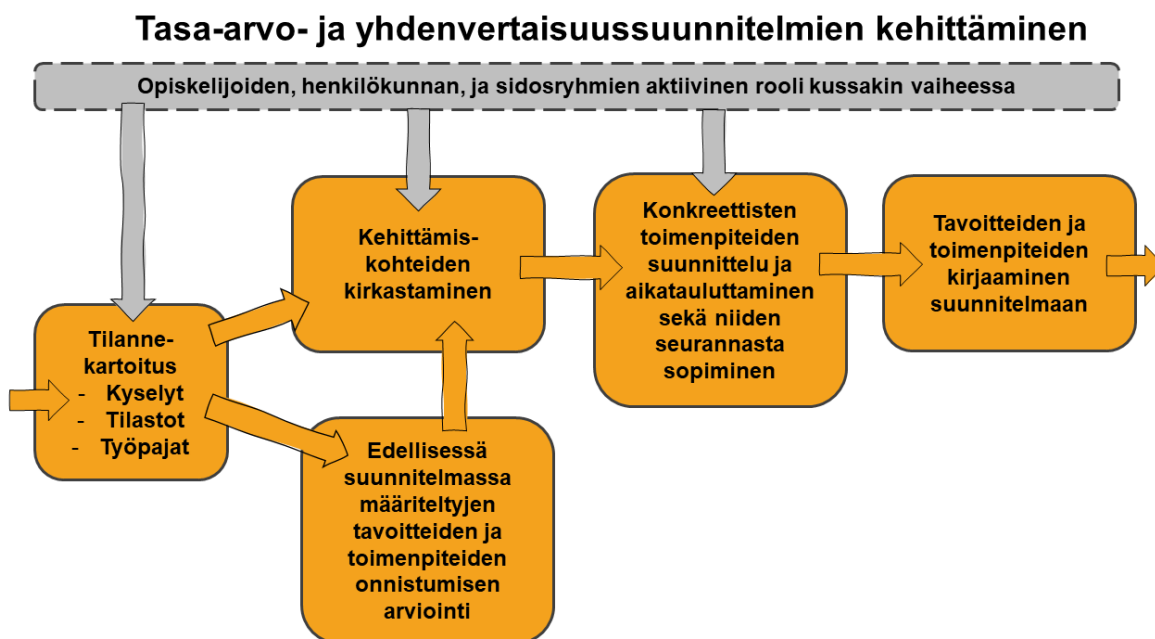 Tasa-arvo- ja yhdenvertaisuussuunnitelmien kehittäminen
Opiskelijoiden, henkilökunnan, ja sidosryhmien aktiivinen rooli kussakin vaiheessa
Tilanne-
kartoitus
- Kyselyt
- Tilastot
- Työpajat
Kehittämis-
kohteiden
kirkastaminen
Edellisessä
suunnitelmassa
määriteltyjen
tavoitteiden ja
toimenpiteiden
onnistumisen
arviointi
Konkreettisten
toimenpiteiden
suunnittelu ja
aikatauluttaminen
sekä niiden
seurannasta
sopiminen
Tavoitteiden ja
toimenpiteiden
kirjaaminen
suunnitelmaan